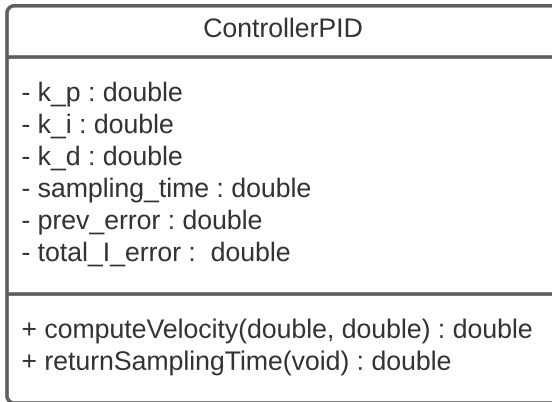 ControllerPID
- k_p : double
- k_i : double
- k_d : double
- sampling_time : double
- prev_error : double
- total_I_error :  double
+ computeVelocity(double, double) : double
+ returnSamplingTime(void) : double